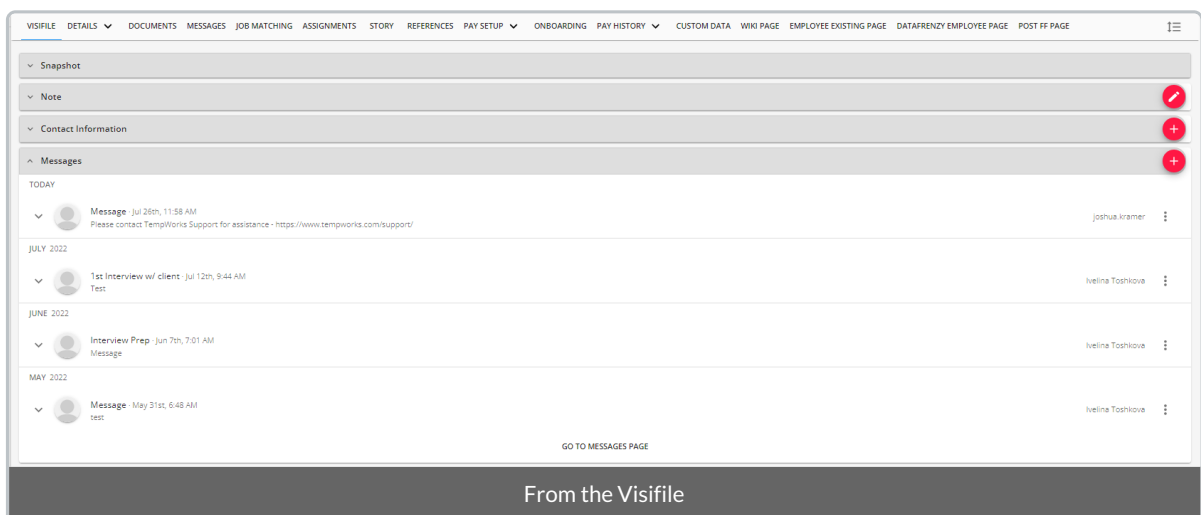 VISIFILE DETAILS DOCUMENTS MESSAGES JOB MATCHING ASSIGNMENTS STORY REFERENCES PAY SETUP ONBOARDING PAY HISTORY CUSTOM DATA WIKI PAGE EMPLOYEE EXISTING PAGE DATAFRENZY EMPLOYEE PAGE POST FF PAGE
Snapshot
Note
Contact Information
Messages
TODAY
Message · Jul 26th, 11:58 AM
Please contact TempWorks Support for assistance - https://www.tempworks.com/support/
joshua.kramer
JULY 2022
1st Interview w/ client · Jul 12th, 9:44 AM
Test
Ivelina Toshkova
JUNE 2022
Interview Prep · Jun 7th, 7:01 AM
Message
Ivelina Toshkova
MAY 2022
Message · May 31st, 6:48 AM
test
Ivelina Toshkova
GO TO MESSAGES PAGE
From the Visifile